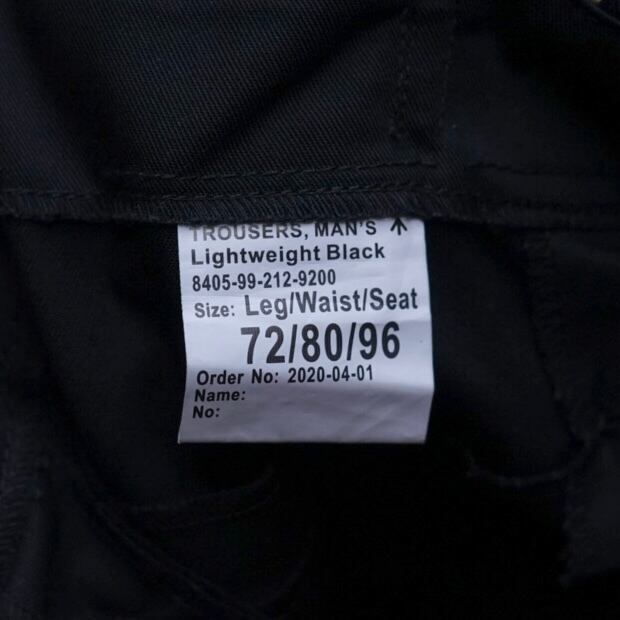 TROUSERS, MAN'S
Lightweight Black
8405-99-212-9200
Size: Leg/Waist/Seat
72/80/96
Order No: 2020-04-01
Name:
No: